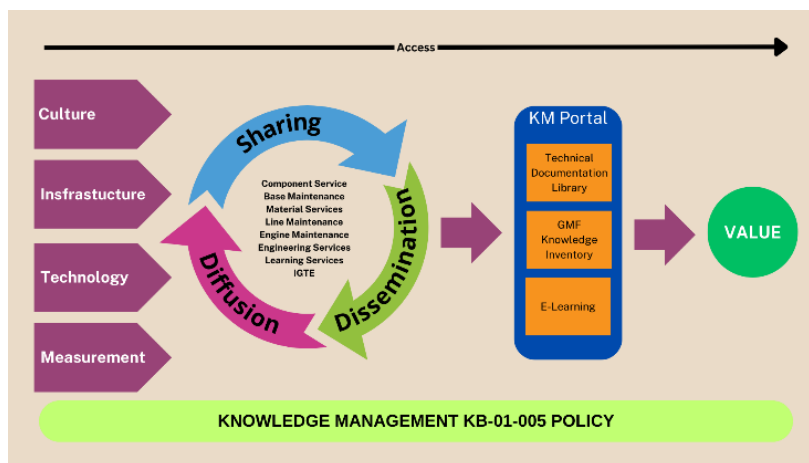 Access
Culture
Insfrastucture
Technology
Measurement
Sharing
Dissemination
Diffusion
Component Service
Base Maintenance
Material Services
Line Maintenance
Engine Maintenance
Engineering Services
Learning Services
IGTE
KM Portal
Technical
Documentation
Library
GMF
Knowledge
Inventory
E-Learning
VALUE
KNOWLEDGE MANAGEMENT KB-01-005 POLICY